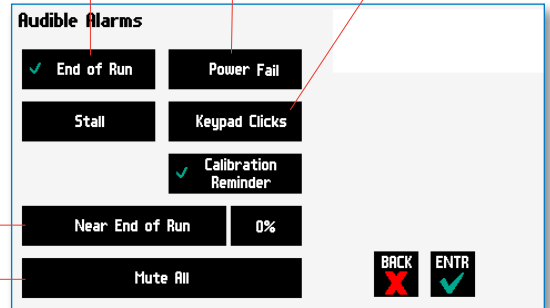 Audible Alarms
End of Run
Power Fail
Stall
Keypad Clicks
Calibration
Reminder
Near End of Run
0%
Mute All
BACK
ENTR